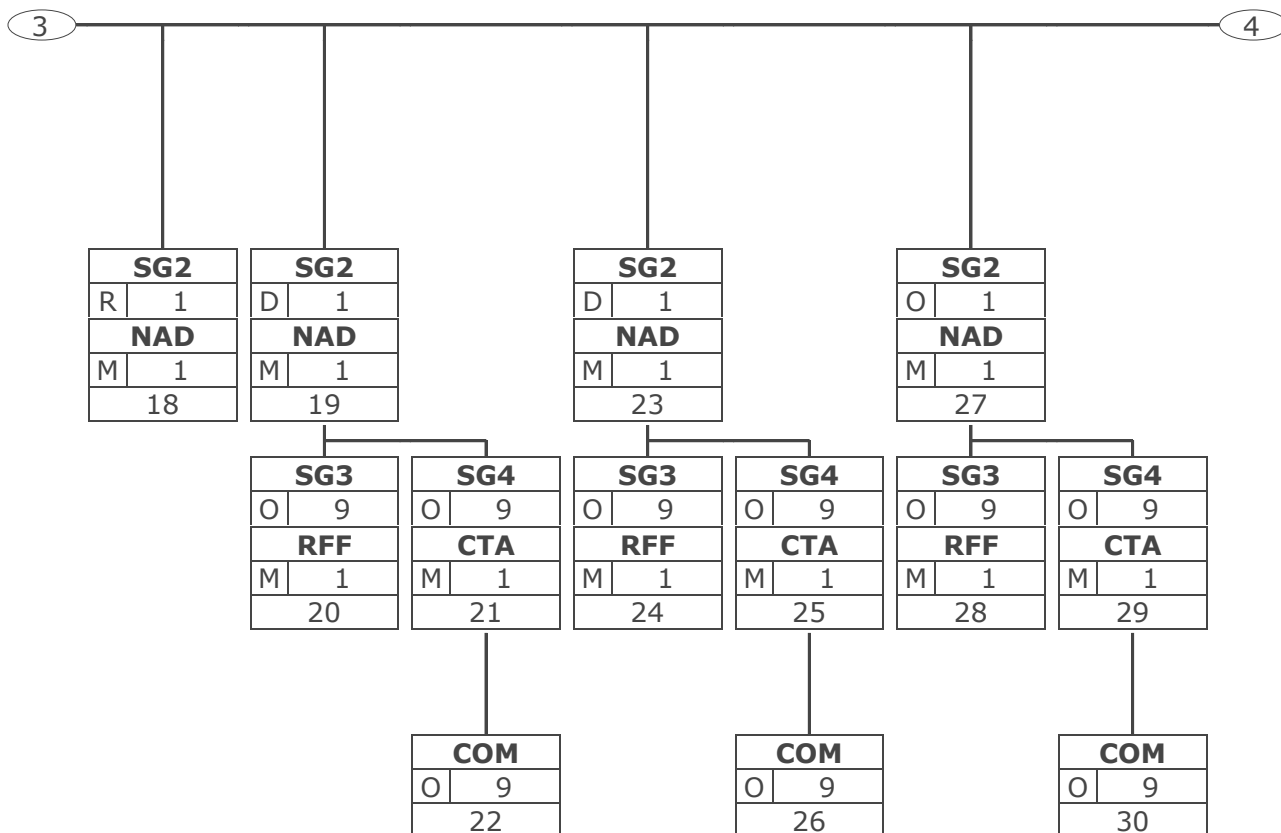 3 4
SG2 SG2 SG2 SG2
R 1 D 1 D 1 O 1
NAD NAD NAD NAD
M 1 M 1 M 1 M 1
18 19 23 27
SG3 SG4 SG3 SG4 SG3 SG4
O 9 O 9 O 9 O 9 O 9 O 9
RFF CTA RFF CTA RFF CTA
M 1 M 1 M 1 M 1 M 1 M 1
20 21 24 25 28 29
COM COM COM
O 9 O 9 O 9
22 26 30